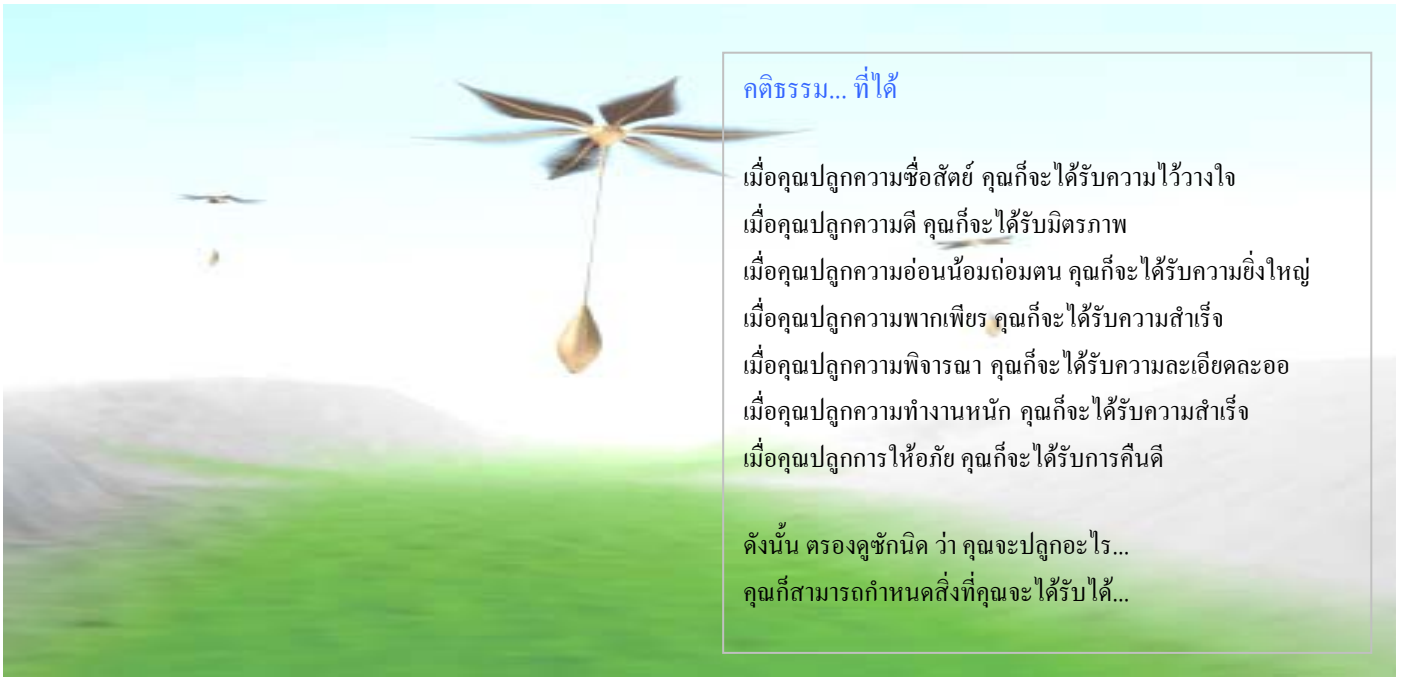 คติธรรม... ที่ได้
เมื่อคุณปลูกความซื่อสัตย์ คุณก็จะได้รับความไว้วางใจ
เมื่อคุณปลูกความดี คุณก็จะได้รับมิตรภาพ
เมื่อคุณปลูกความอ่อนน้อมถ่อมตน คุณก็จะได้รับความยิ่งใหญ่
เมื่อคุณปลูกความพากเพียร คุณก็จะได้รับความสำเร็จ
เมื่อคุณปลูกความพิจารณา คุณก็จะได้รับความละเอียดละออ
เมื่อคุณปลูกความทำงานหนัก คุณก็จะได้รับความสำเร็จ
เมื่อคุณปลูกการให้อภัย คุณก็จะได้รับการคืนดี
ดังนั้น ตรองดูซักนิด ว่า คุณจะปลูกอะไร...
คุณก็สามารถกำหนดสิ่งที่คุณจะได้รับได้...